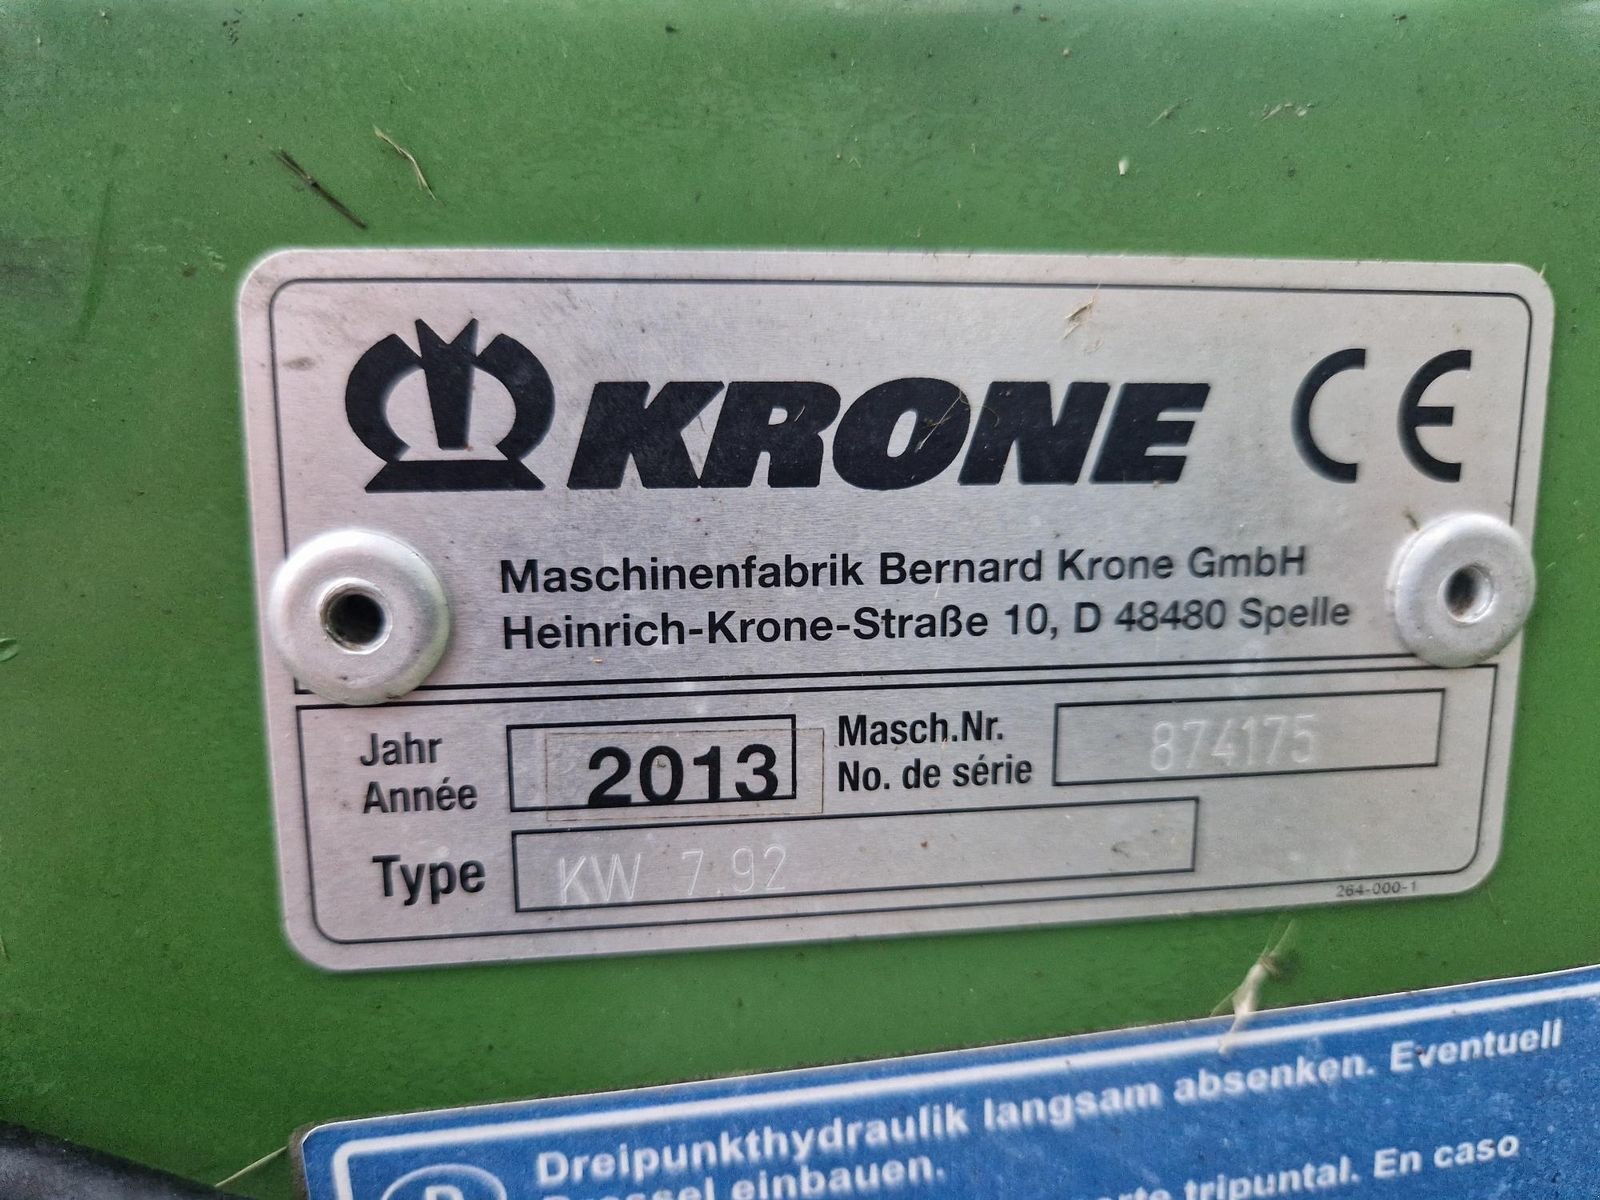 KRONE CE
Maschinenfabrik Bernard Krone GmbH
Heinrich-Krone-Straße 10, D 48480 Spelle
Jahr
Année
2013
Masch.Nr.
No. de série
874175
Type
KW 7.92
264-000-1
Dreipunkthydraulik langsam absenken. Eventuell
einbauen.
tripuntal. En caso